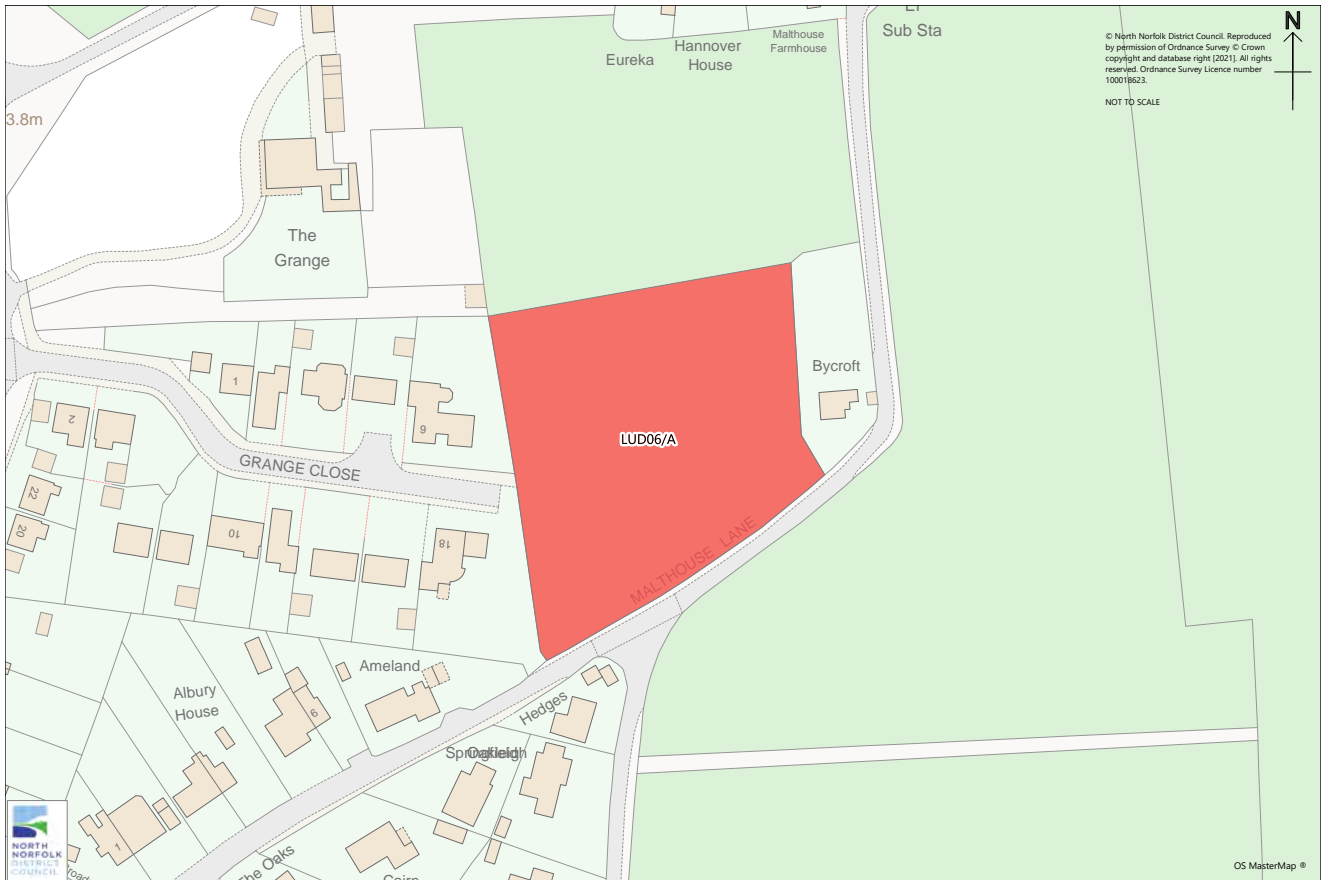 Sub Sta
N
© North Norfolk District Council. Reproduced
by permission of Ordnance Survey © Crown
copyright and database right [2021]. All rights
reserved. Ordnance Survey Licence number
100018623.
NOT TO SCALE
Eureka
Hannover
House
Malthouse
Farmhouse
3.8m
The
Grange
Bycroft
1
2
9
LUD06/A
GRANGE CLOSE
22
20
10
18
MALTHOUSE LANE
Ameland
Albury
House
6
Hedges
1
The Oaks
NORTH
NORFOLK
DISTRICT
COUNCIL
OS MasterMap ®